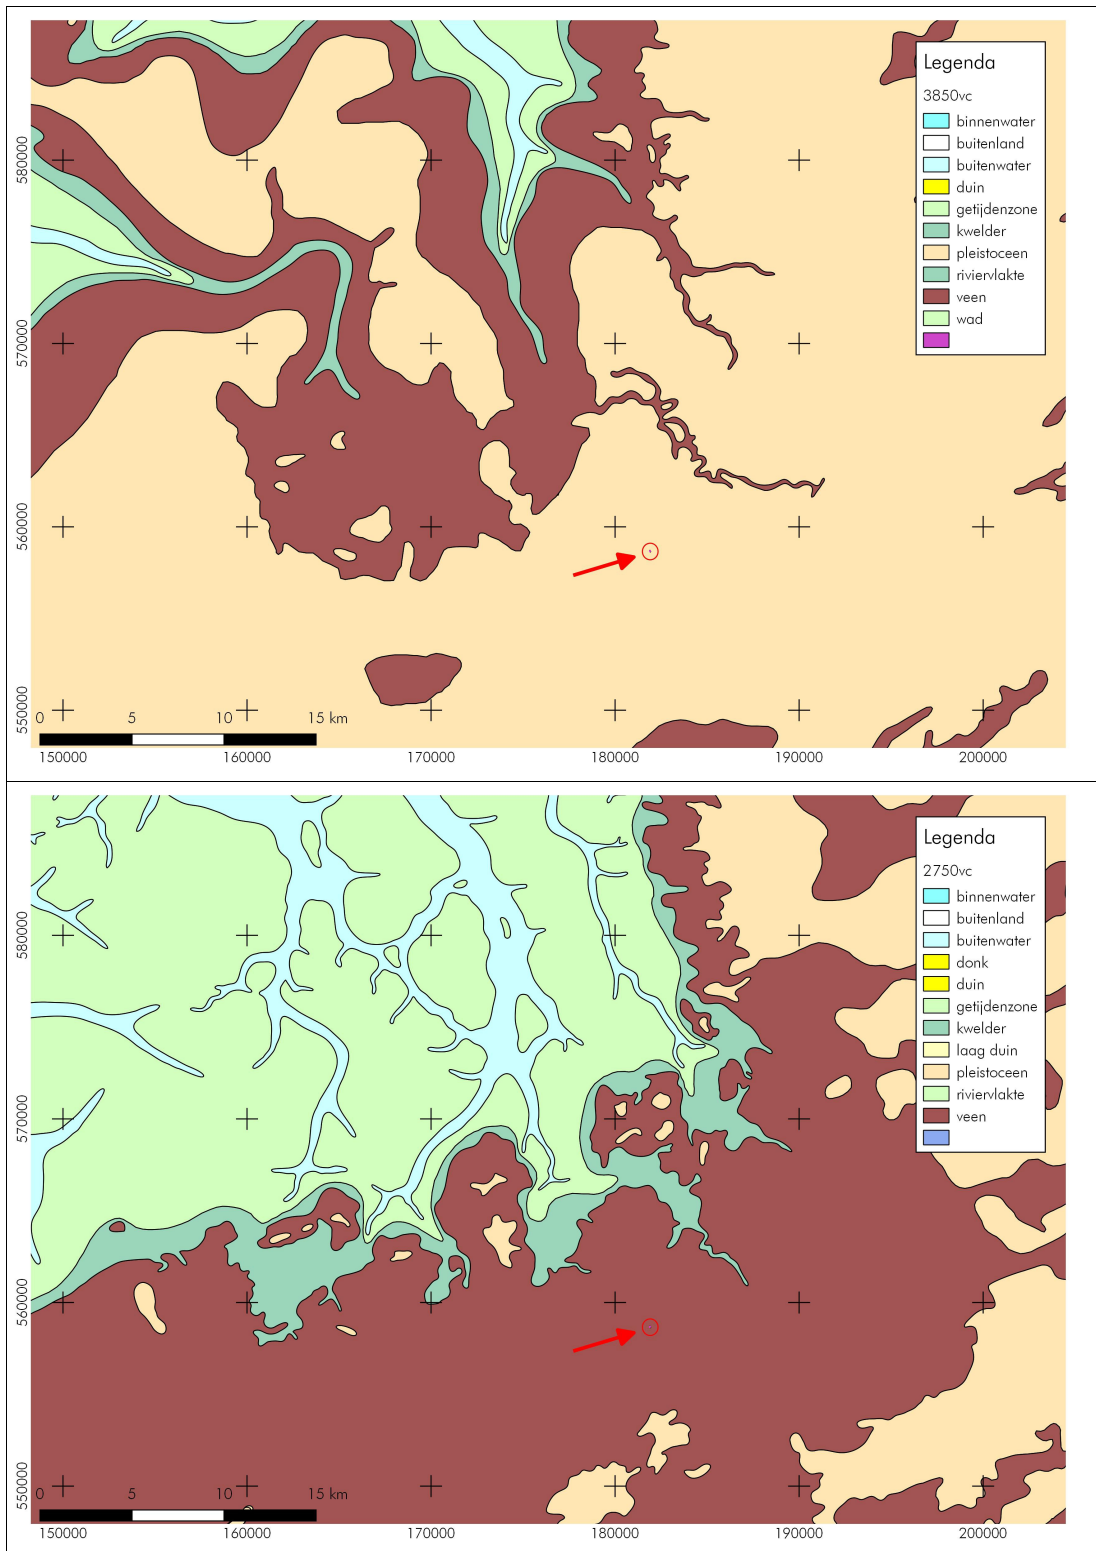 Legenda
3850vc
binnenwater
buitenland
buitenwater
duin
getijdenzone
kwelder
pleistoceen
riviervlakte
veen
wad
580000
570000
560000
550000
0 5 10 15 km
150000 160000 170000 180000 190000 200000
Legenda
2750vc
binnenwater
buitenland
buitenwater
donk
duin
getijdenzone
kwelder
laag duin
pleistoceen
riviervlakte
veen
580000
570000
560000
550000
0 5 10 15 km
150000 160000 170000 180000 190000 200000